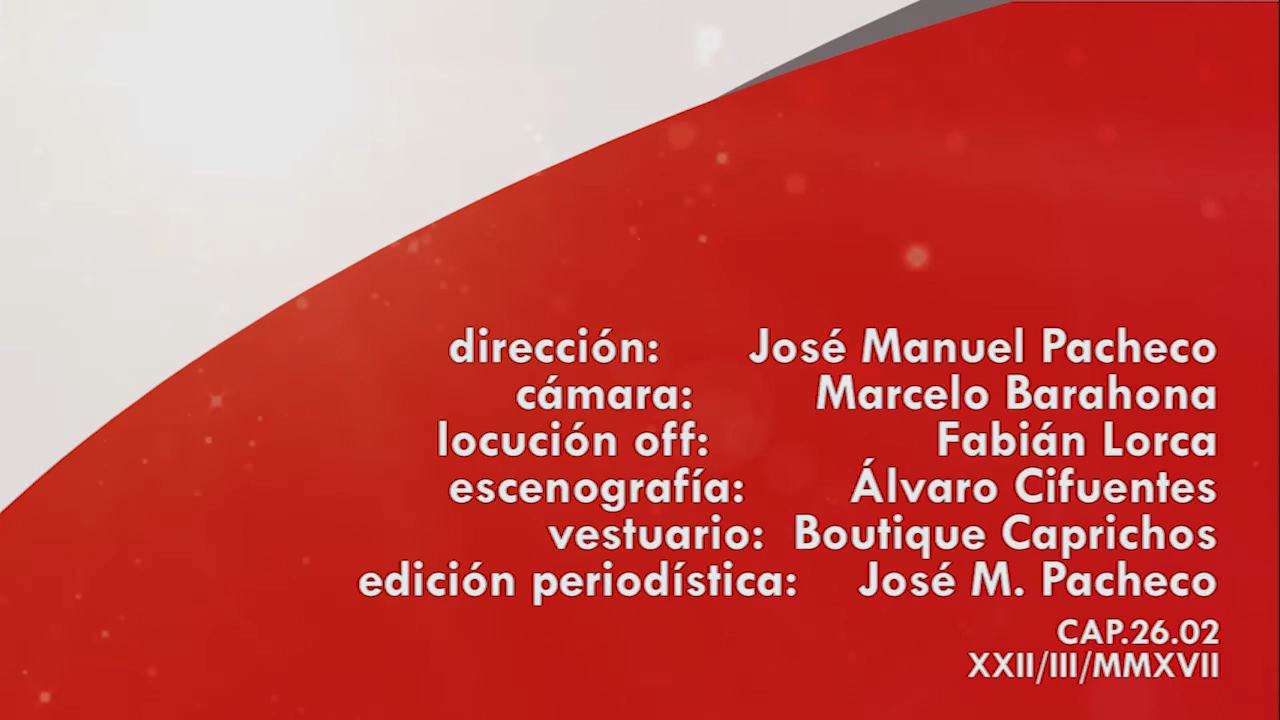 dirección: José Manuel Pacheco
cámara: Marcelo Barahona
locución off: Fabián Lorca
escenografía: Álvaro Cifuentes
vestuario: Boutique Caprichos
edición periodística: José M. Pacheco
CAP.26.02
XXII/III/MMXVII